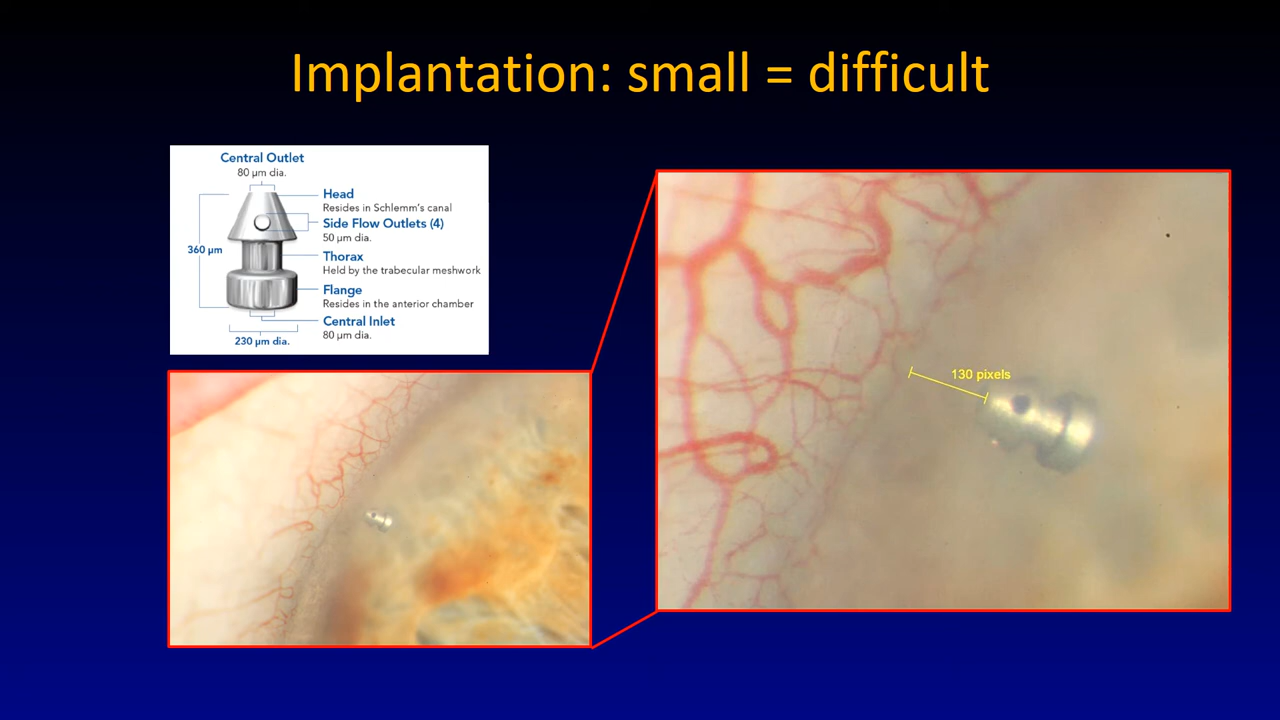 Implantation: small = difficult
Central Outlet
80 µm dia.
Head
Resides in Schlemm's canal
Side Flow Outlets (4)
50 µm dia.
360 µm
Thorax
Held by the trabecular meshwork
Flange
Resides in the anterior chamber
Central Inlet
80 µm dia.
230 µm dia.
130 pixels